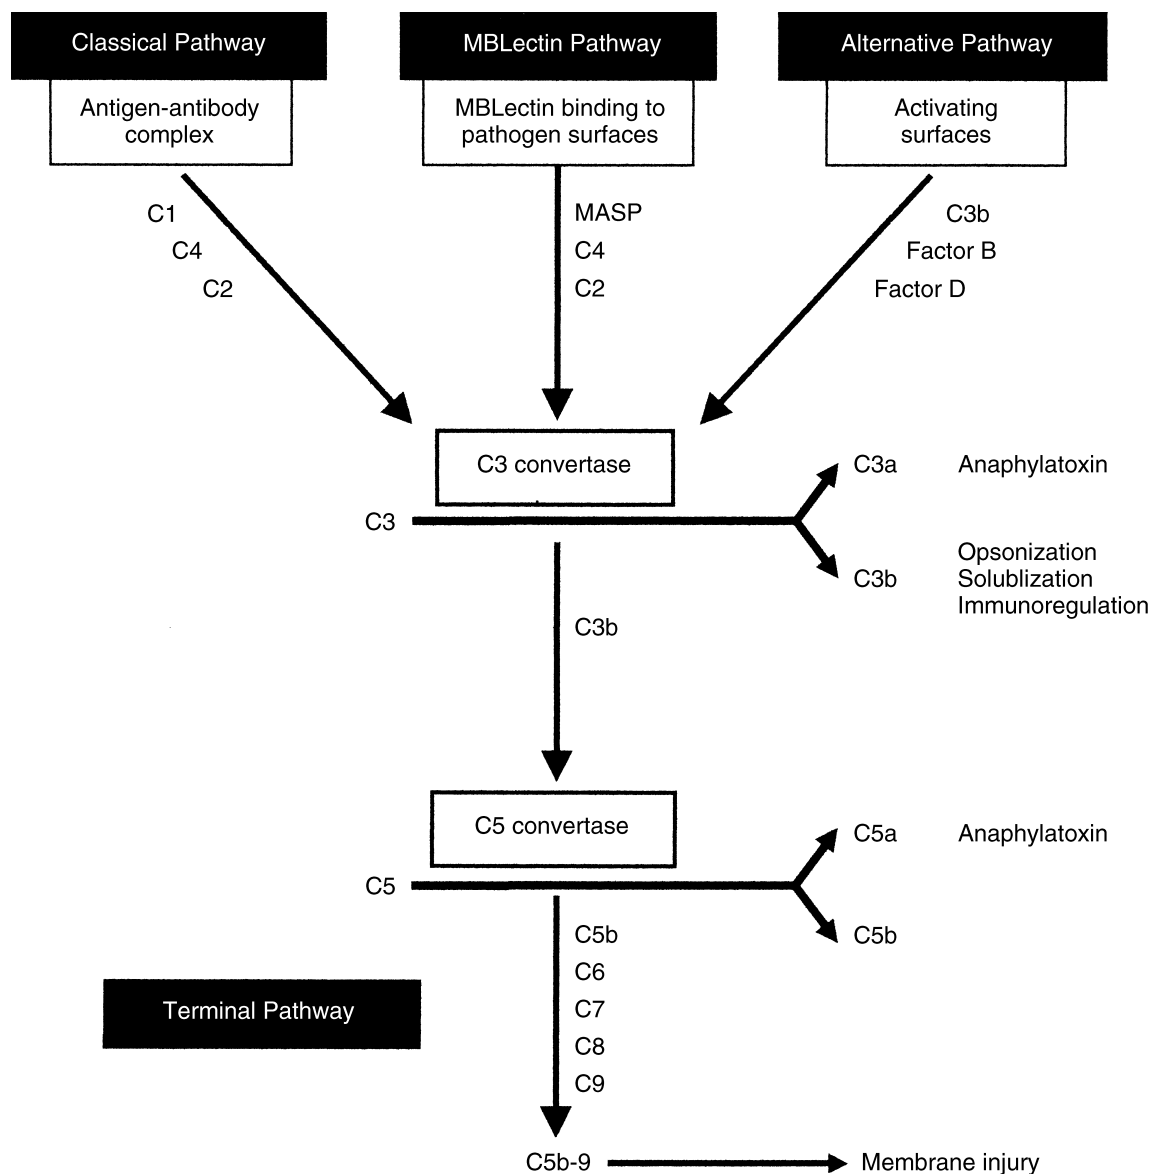 Classical Pathway
MBLectin Pathway
Alternative Pathway
Antigen-antibody
complex
MBLectin binding to
pathogen surfaces
Activating
surfaces
C1
C4
C2
MASP
C4
C2
C3b
Factor B
Factor D
C3 convertase
C3
C3a Anaphylatoxin
C3b
Opsonization
Solublization
Immunoregulation
C3b
C5 convertase
C5
C5a Anaphylatoxin
C5b
C5b
C6
C7
C8
C9
Terminal Pathway
C5b-9
Membrane injury